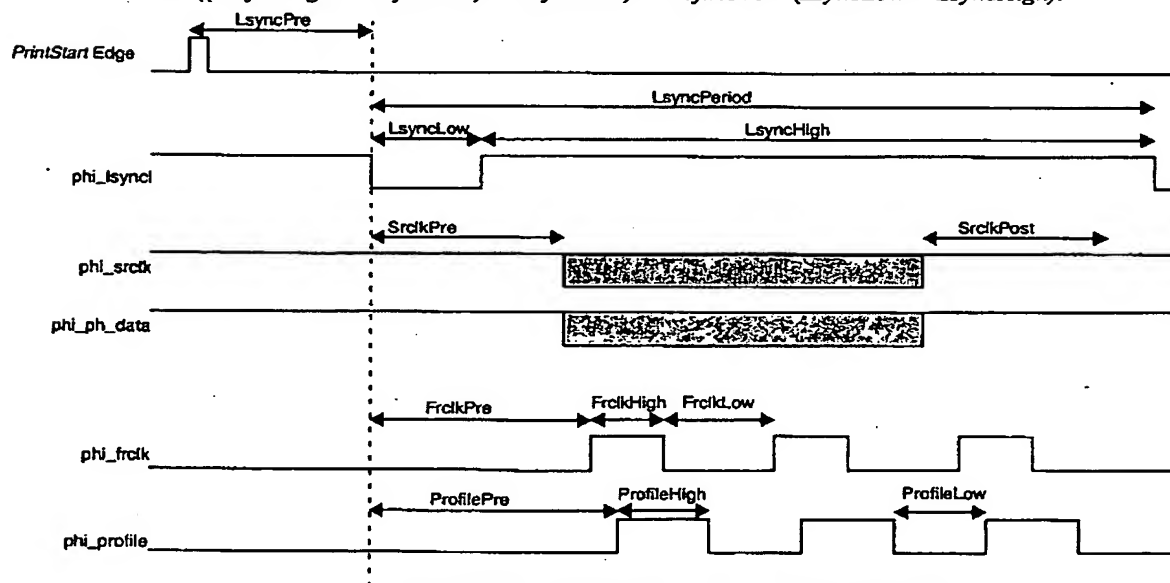 LsyncPre
PrintStart Edge
LsyncPeriod
LsyncLow
LsyncHigh
phi_lsyncl
SrclkPre
SrclkPost
phi_srclk
phi_ph_data
FrclkPre
FrclkHigh
FrclkLow
phi_frclk
ProfilePre
ProfileHigh
ProfileLow
phi_profile